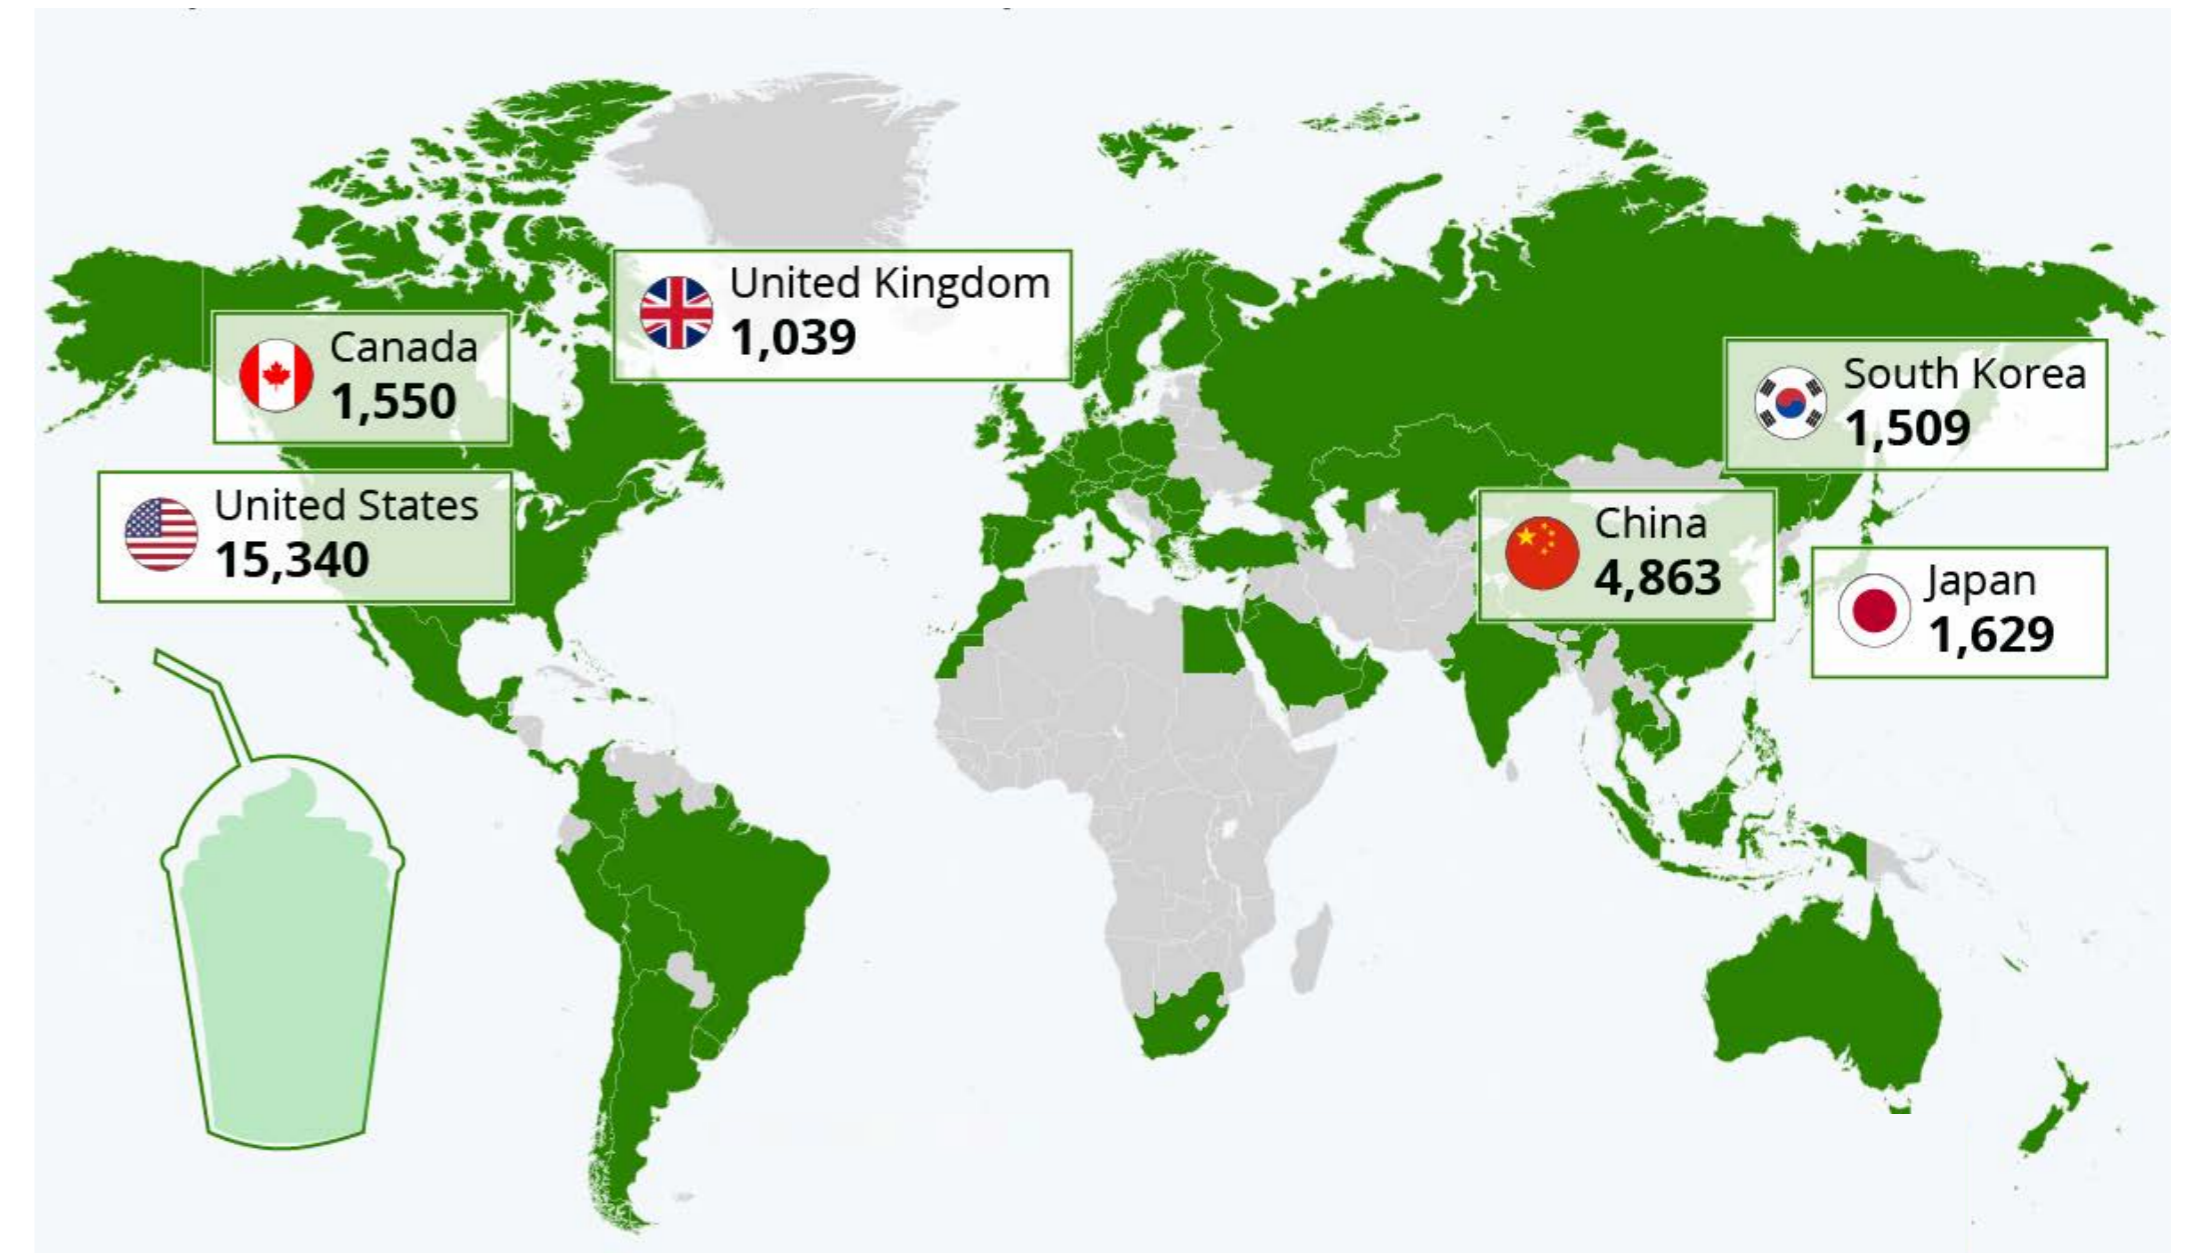 United Kingdom
1,039
Canada
1,550
South Korea
1,509
United States
15,340
China
4,863
Japan
1,629